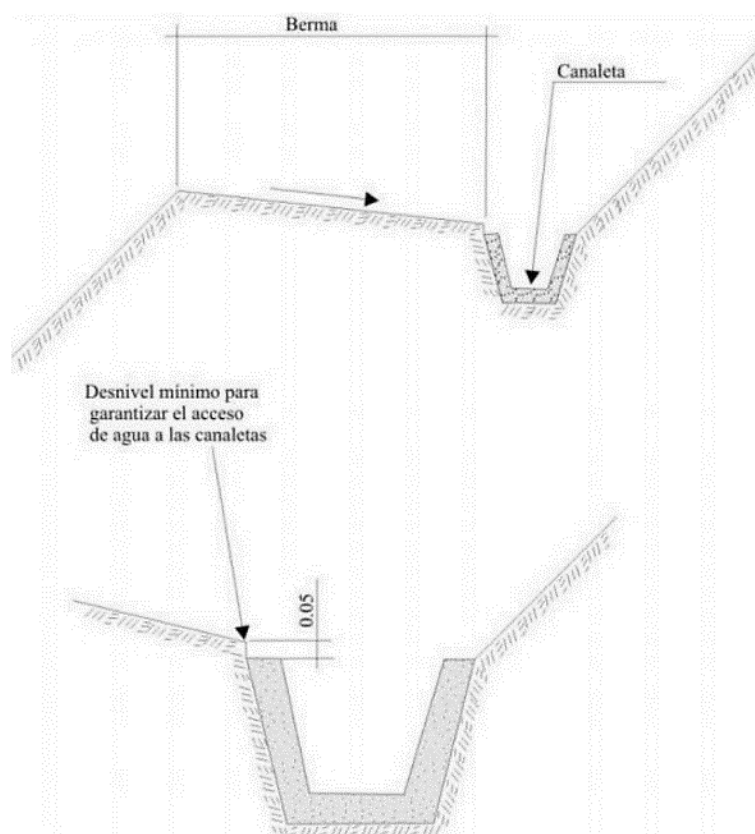 Berma
Canaleta
Desnivel mínimo para
garantizar el acceso
de agua a las canaletas
0.05